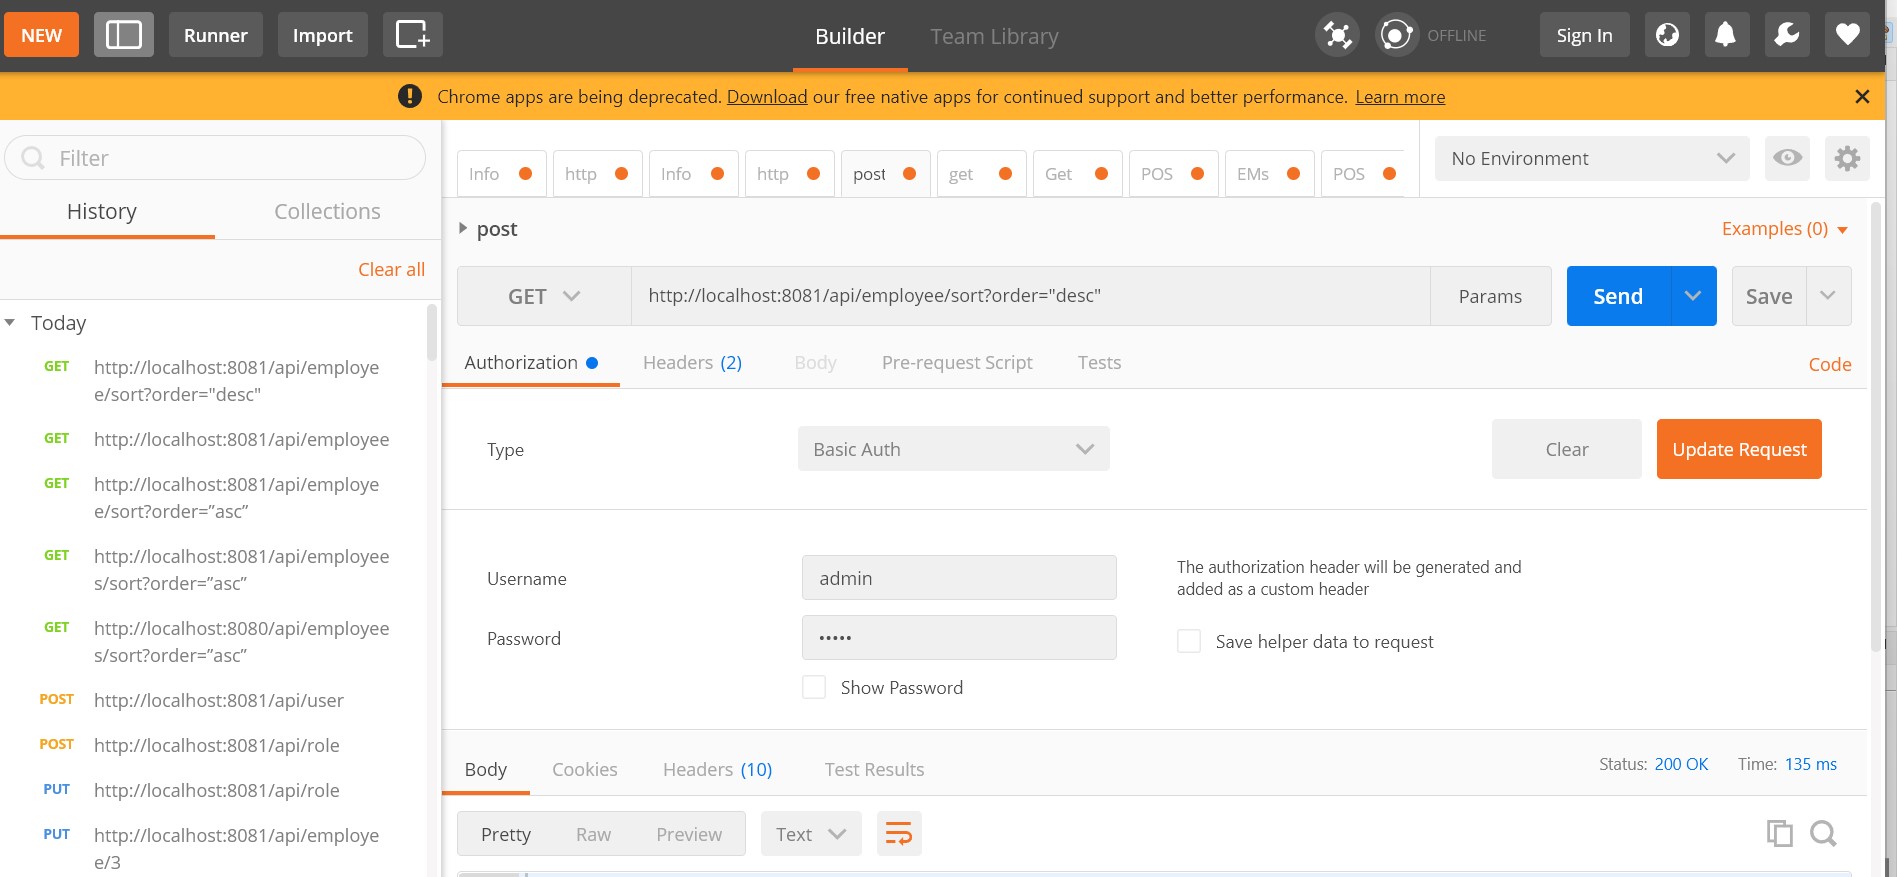 NEW
Runner
Import
Builder
Team Library
OFFLINE
Sign In
Chrome apps are being deprecated. Download our free native apps for continued support and better performance. Learn more
Filter
History
Collections
Clear all
Today
GET http://localhost:8081/api/employe
e/sort?order="desc"
GET http://localhost:8081/api/employee
GET http://localhost:8081/api/employe
e/sort?order=”asc”
GET http://localhost:8081/api/employee
s/sort?order=”asc”
GET http://localhost:8080/api/employee
s/sort?order=”asc”
POST http://localhost:8081/api/user
POST http://localhost:8081/api/role
PUT http://localhost:8081/api/role
PUT http://localhost:8081/api/employe
e/3
Info
http
Info
http
post
get
Get
POS
EMs
POS
No Environment
post
Examples (0)
GET
http://localhost:8081/api/employee/sort?order="desc"
Params
Send
Save
Authorization
Headers (2)
Body
Pre-request Script
Tests
Code
Type
Basic Auth
Clear
Update Request
Username
admin
The authorization header will be generated and
added as a custom header
Password
•••••
Save helper data to request
Show Password
Body
Cookies
Headers (10)
Test Results
Status: 200 OK
Time: 135 ms
Pretty
Raw
Preview
Text